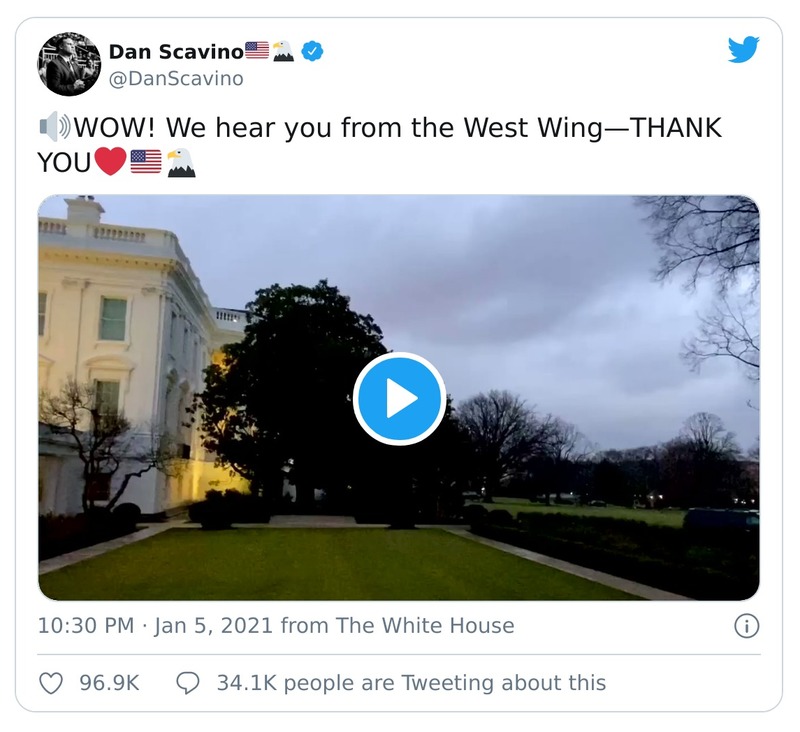 Dan Scavino🇺🇸🦅
@DanScavino
🔊WOW! We hear you from the West Wing—THANK
YOU❤️🇺🇸🦅
10:30 PM · Jan 5, 2021 from The White House
96.9K 34.1K people are Tweeting about this